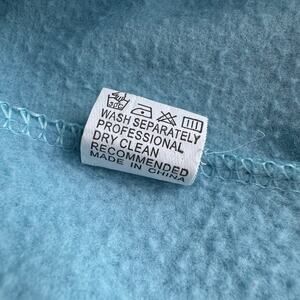 WASH SEPARATELY
PROFESSIONAL
DRY CLEAN
RECOMMENDED
MADE IN CHINA